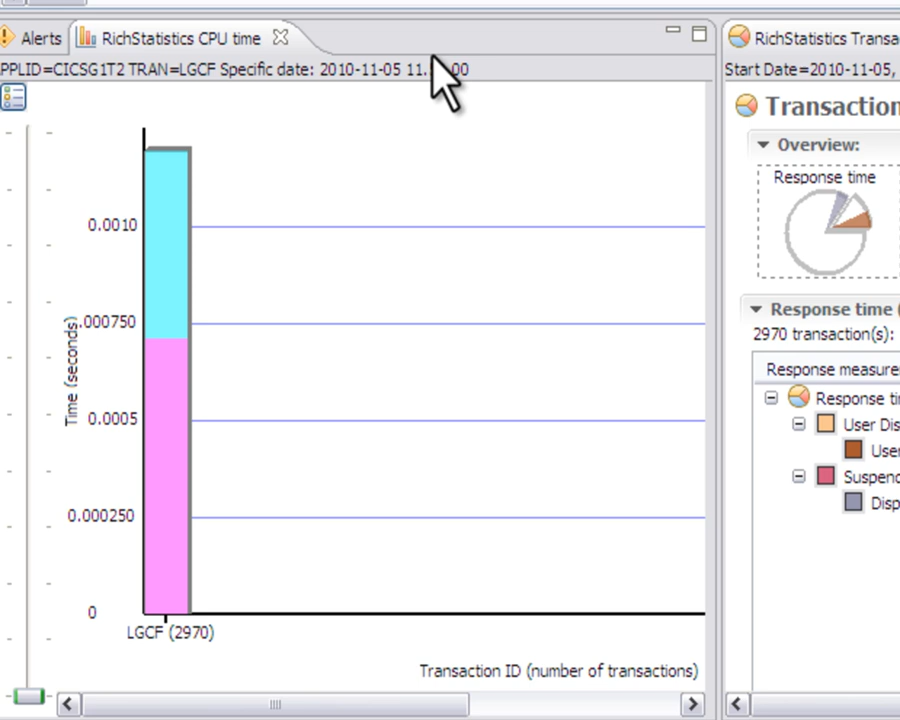 Alerts
RichStatistics CPU time
PPLID=CICSG1T2 TRAN=LGCF Specific date: 2010-11-05 11. 00
0.0010
.000750
0.0005
0.000250
0
Time (seconds)
LGCF (2970)
Transaction ID (number of transactions)
RichStatistics Transa
Start Date=2010-11-05,
Transaction
Overview:
Response time
Response time (
2970 transaction(s):
Response measure
Response ti
User Dis
User
Suspend
Disp